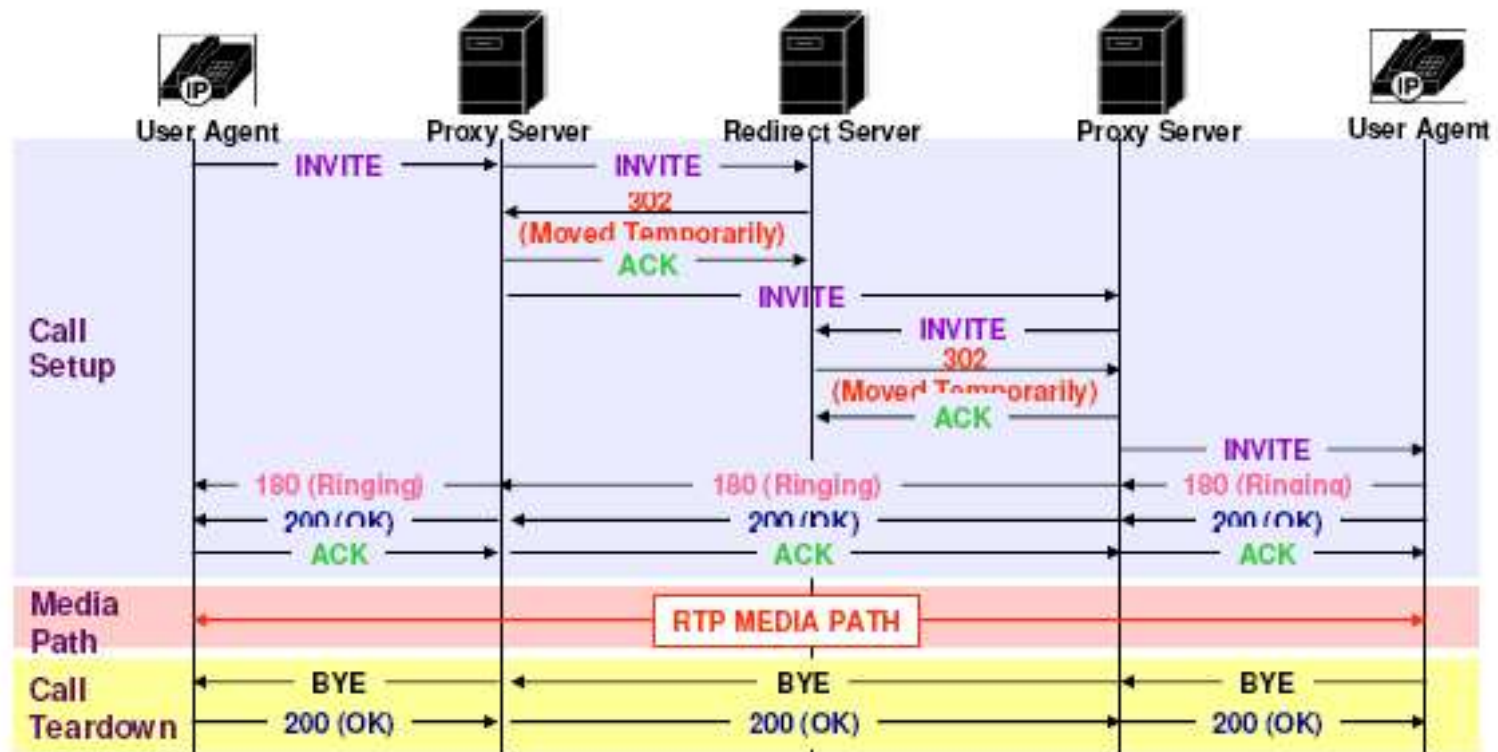 IP
IP
User Agent
Proxy Server
Redirect Server
Proxy Server
User Agent
INVITE
INVITE
302
(Moved Temporarily)
ACK
INVITE
Call
Setup
INVITE
302
(Moved Temporarily)
ACK
INVITE
180 (Ringing)
180 (Ringing)
180 (Ringing)
200 (OK)
200 (OK)
200 (OK)
ACK
ACK
ACK
Media
Path
RTP MEDIA PATH
Call
Teardown
BYE
BYE
BYE
200 (OK)
200 (OK)
200 (OK)